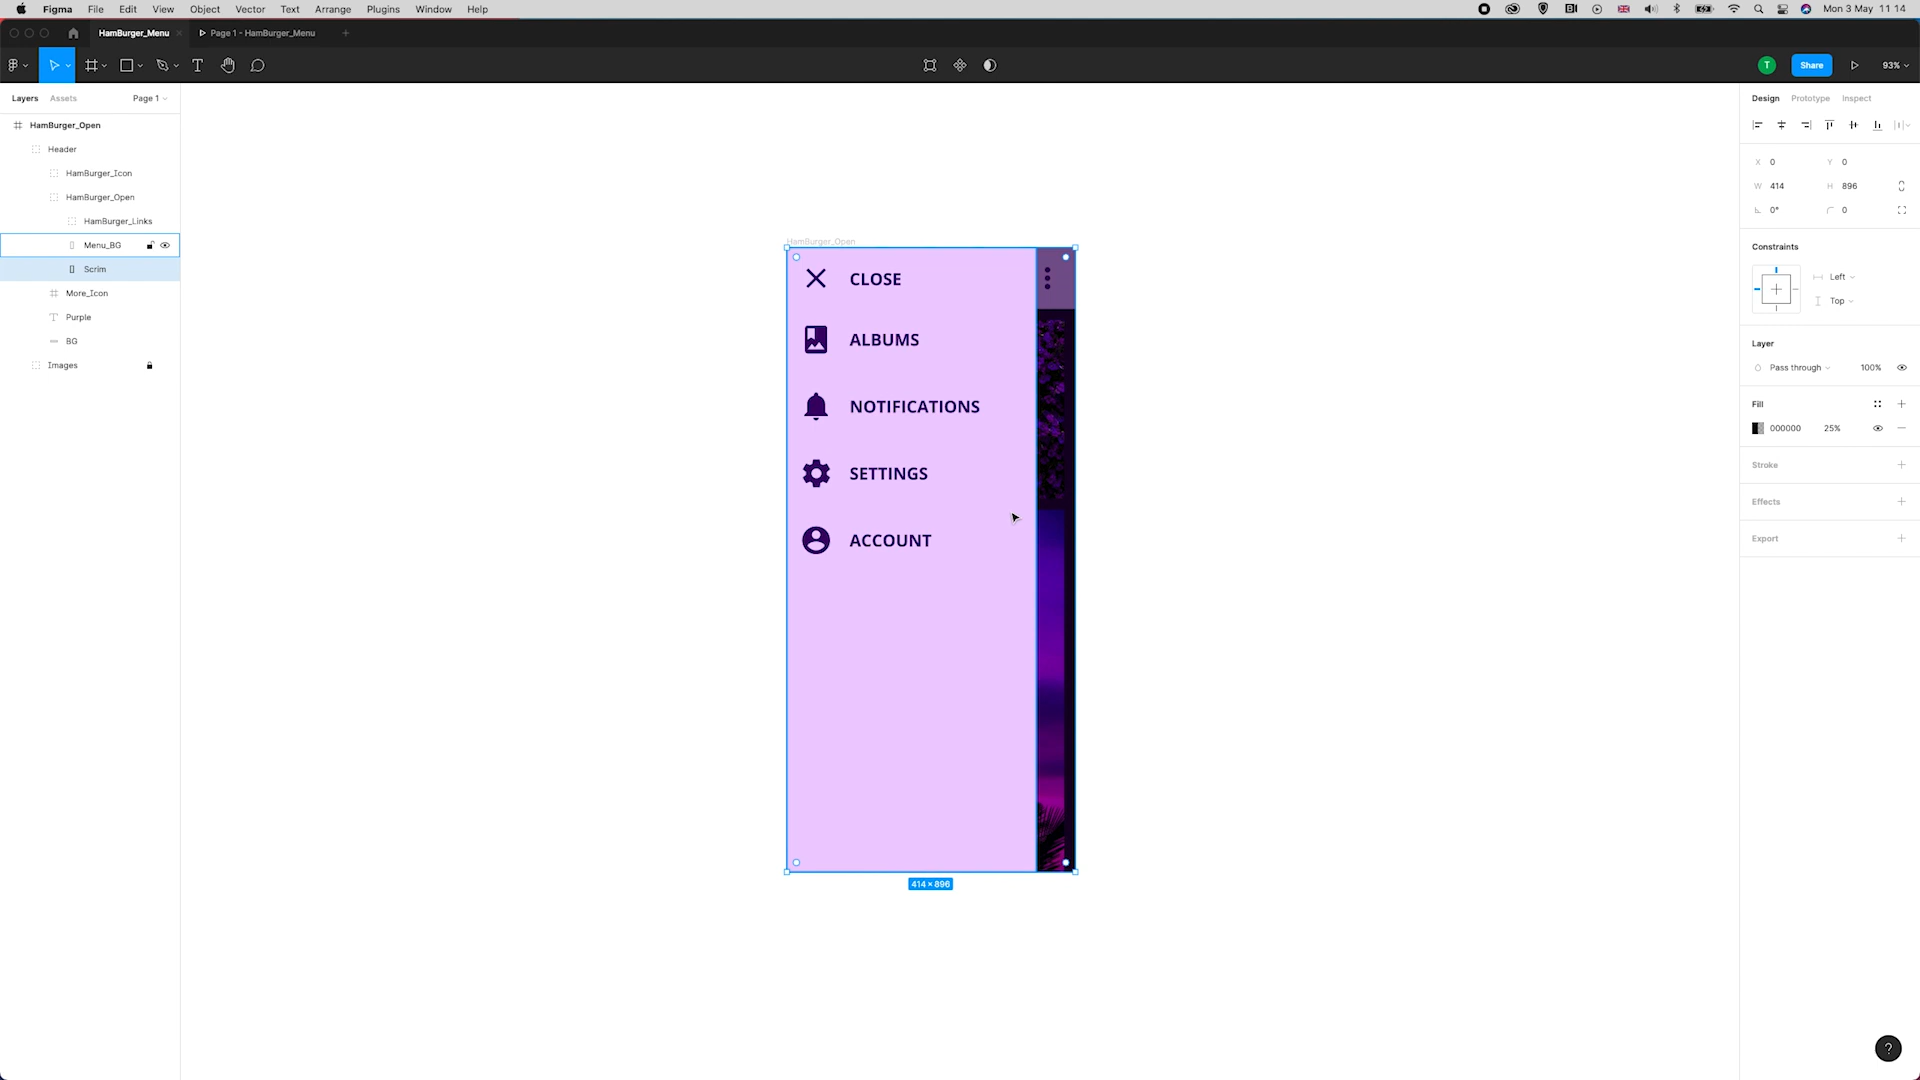 Figma File Edit View Object Vector Text Arrange Plugins Window Help
Mon 3 May 11 14
HamBurger_Menu
Page 1 - HamBurger_Menu
T
Share
93%
Layers Assets Page 1
HamBurger_Open
Header
HamBurger_Icon
HamBurger_Open
HamBurger_Links
Menu_BG
Scrim
More_Icon
Purple
BG
Images
HamBurger_Open
CLOSE
ALBUMS
NOTIFICATIONS
SETTINGS
ACCOUNT
414 × 896
Design Prototype Inspect
X 0 Y 0
W 414 H 896
0° 0
Constraints
Left
Top
Layer
Pass through 100%
Fill
000000 25%
Stroke
Effects
Export
?